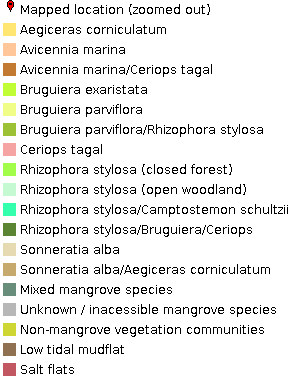 Mapped location (zoomed out)
Aegiceras corniculatum
Avicennia marina
Avicennia marina/Ceriops tagal
Bruguiera exaristata
Bruguiera parviflora
Bruguiera parviflora/Rhizophora stylosa
Ceriops tagal
Rhizophora stylosa (closed forest)
Rhizophora stylosa (open woodland)
Rhizophora stylosa/Camptostemon schultzii
Rhizophora stylosa/Bruguiera/Ceriops
Sonneratia alba
Sonneratia alba/Aegiceras corniculatum
Mixed mangrove species
Unknown / inacessible mangrove species
Non-mangrove vegetation communities
Low tidal mudflat
Salt flats